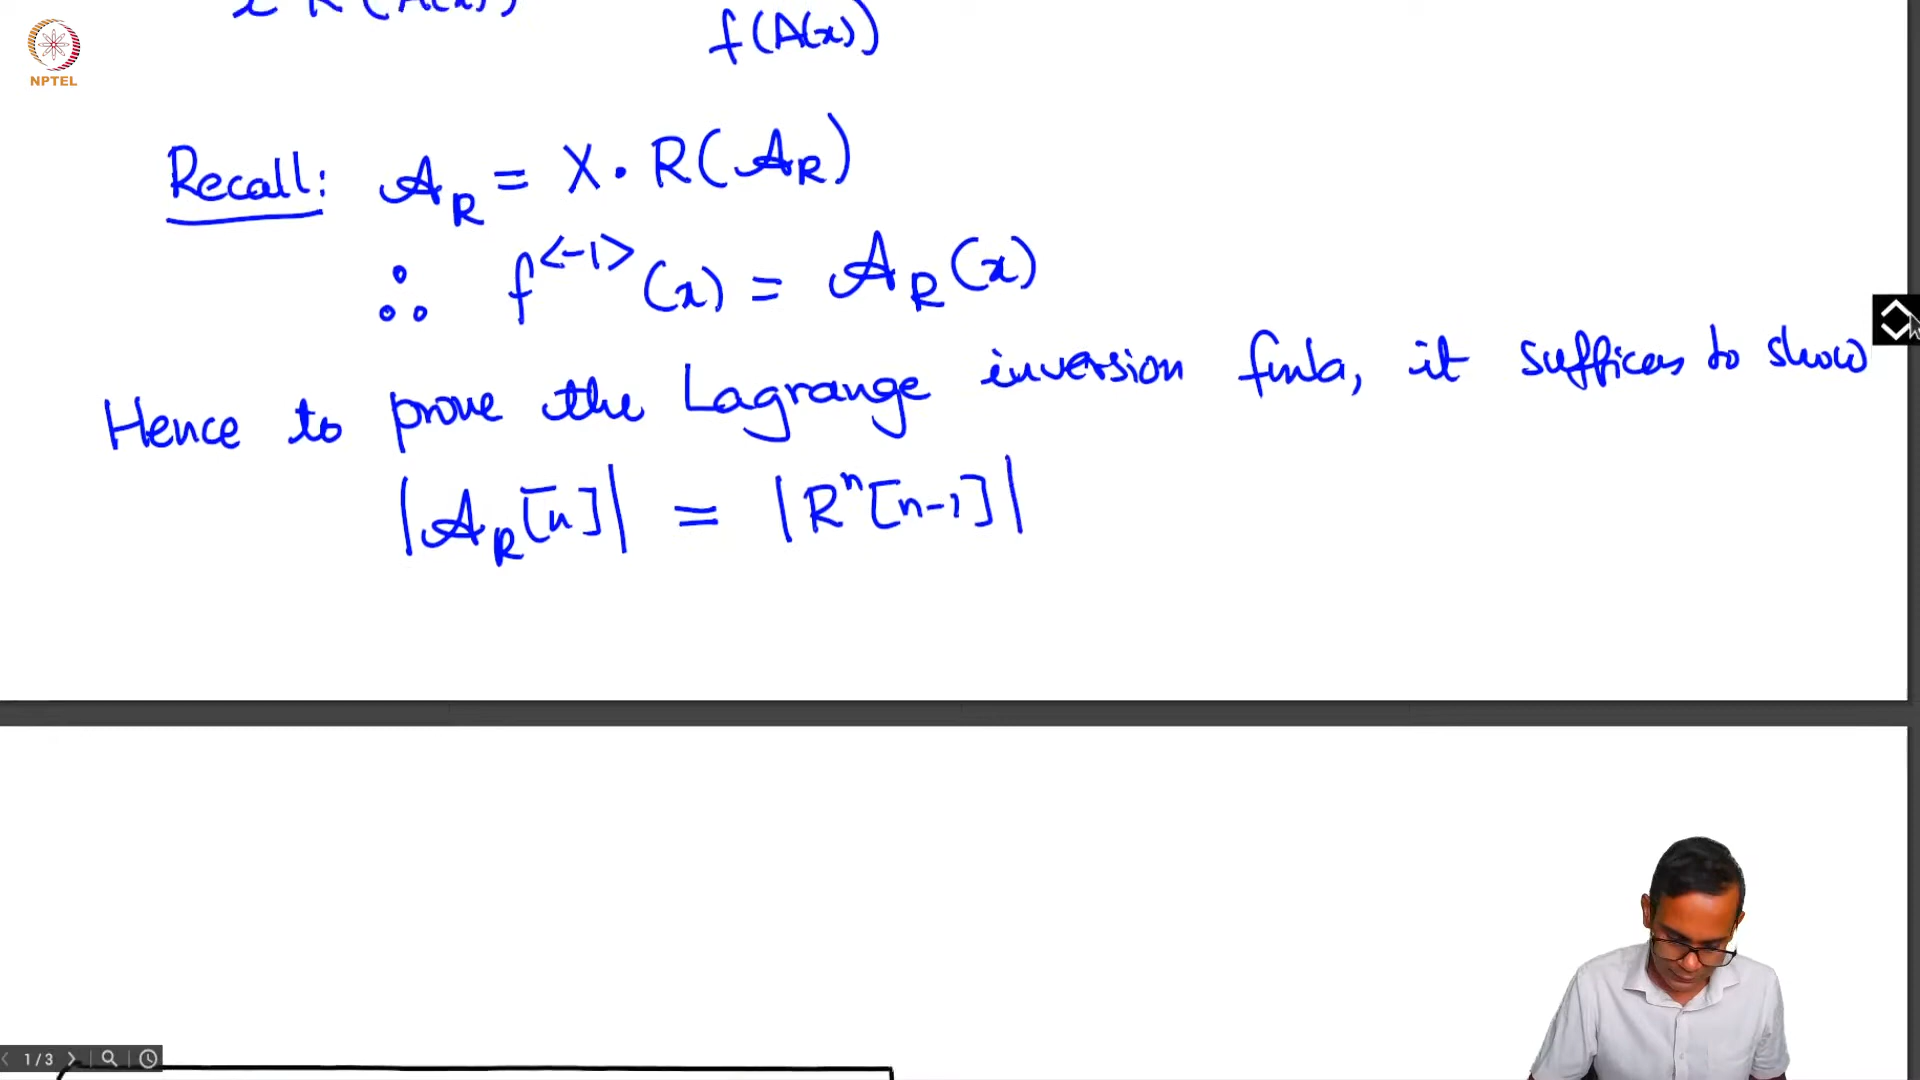 f(A(x))
NPTEL
Recall: 𝒜_R = X · R(𝒜_R)
∴ f^<-1>(x) = 𝒜_R(x)
Hence to prove the Lagrange inversion fmla, it suffices to show
|𝒜_R[n]| = |R^n[n-1]|
1/3